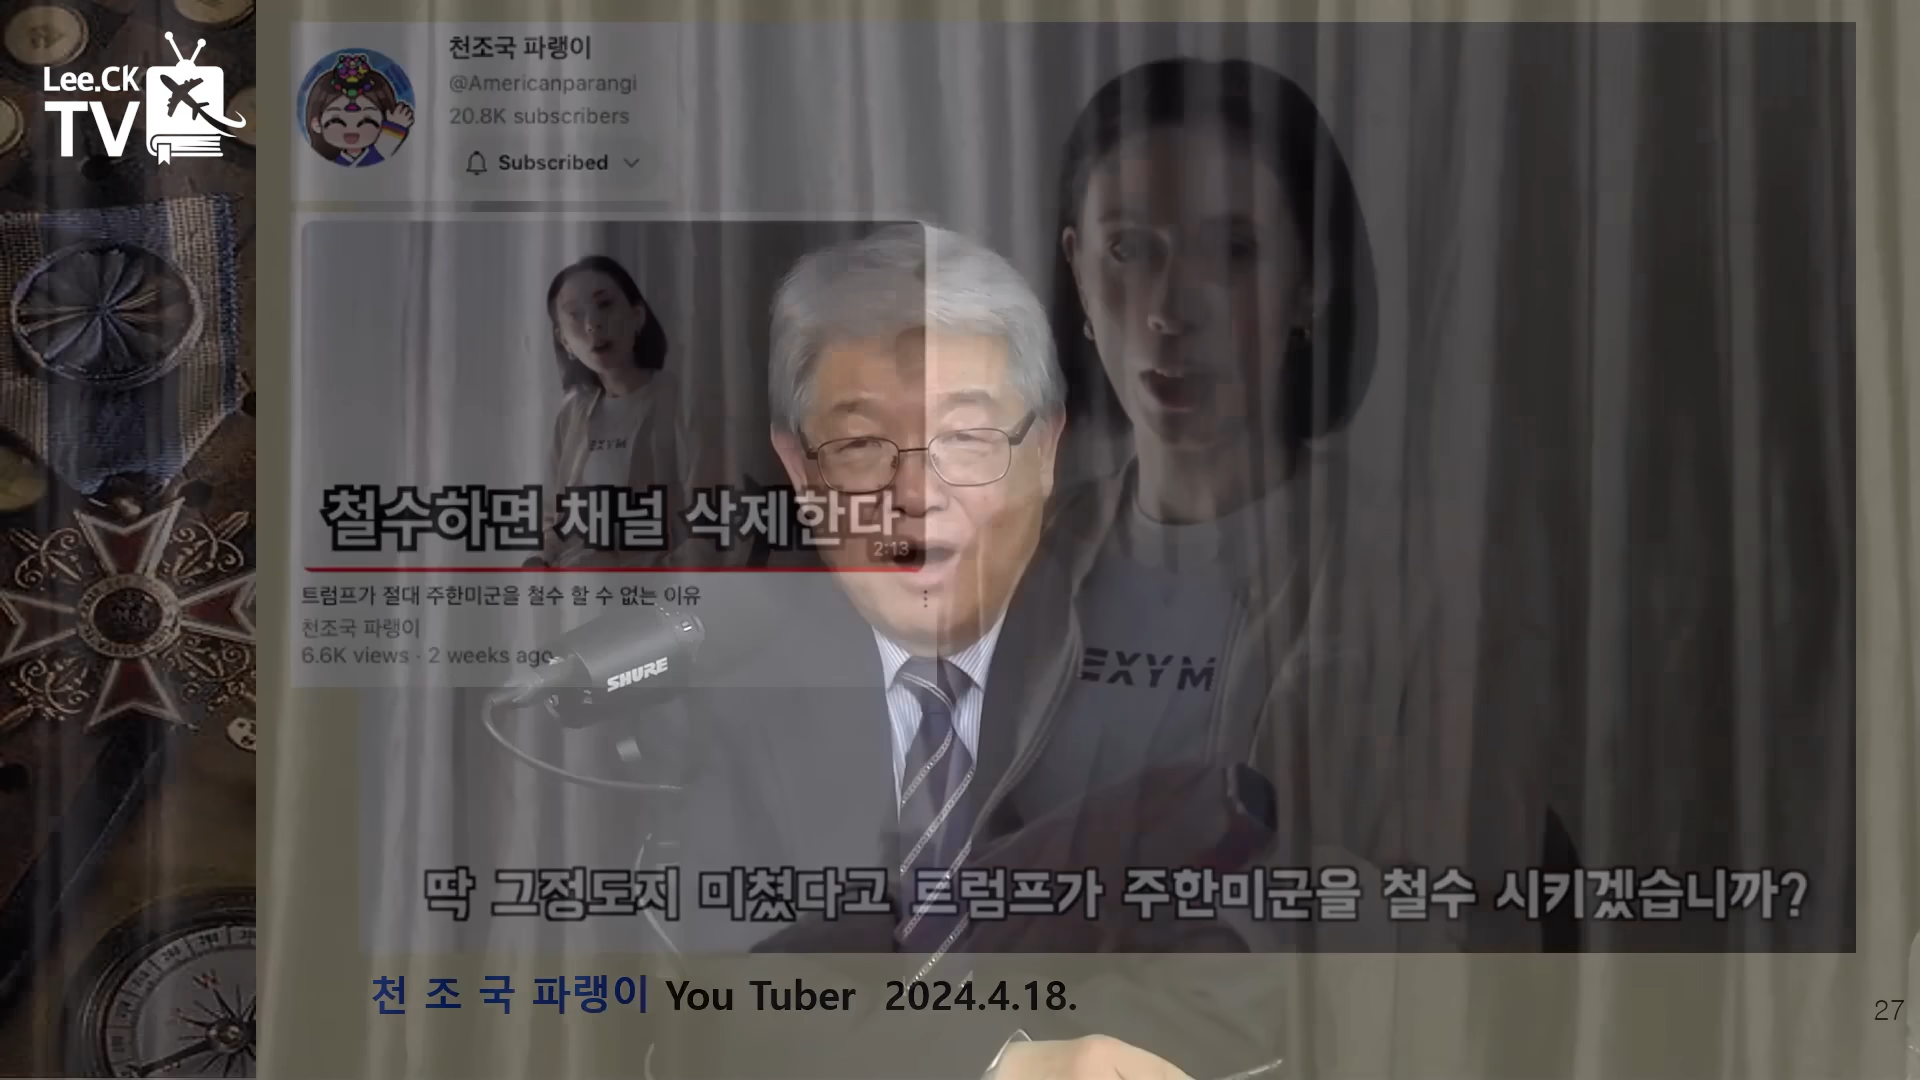 Lee.CK
TV
천조국 파랭이
@Americanparangi
20.8K subscribers
Subscribed
EXYM
철수하면 채널 삭제한다
2:13
트럼프가 절대 주한미군을 철수 할 수 없는 이유
천조국 파랭이
6.6K views · 2 weeks ago
SHURE
EXYM
딱 그정도지 미쳤다고 트럼프가 주한미군을 철수 시키겠습니까?
천 조 국 파랭이 You Tuber 2024.4.18.
27
W